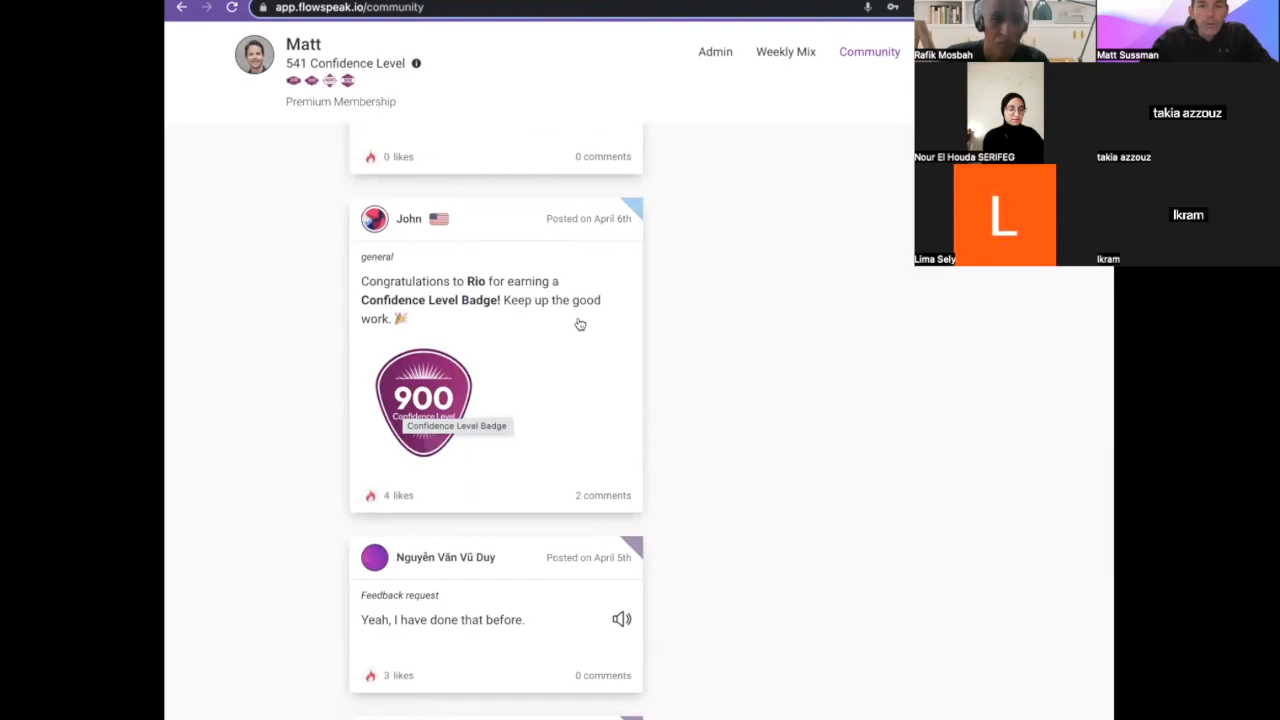 app.flowspeak.io/community
Matt
541 Confidence Level
Premium Membership
Admin
Weekly Mix
Community
0 likes
0 comments
John
Posted on April 6th
general
Congratulations to Rio for earning a
Confidence Level Badge! Keep up the good
work.
900
Confidence Level
Confidence Level Badge
4 likes
2 comments
Nguyễn Văn Vũ Duy
Posted on April 5th
Feedback request
Yeah, I have done that before.
3 likes
0 comments
Rafik Mosbah
Matt Sussman
Nour El Houda SERIFEG
takia azzouz
takia azzouz
L
Lima Sely
Ikram
Ikram